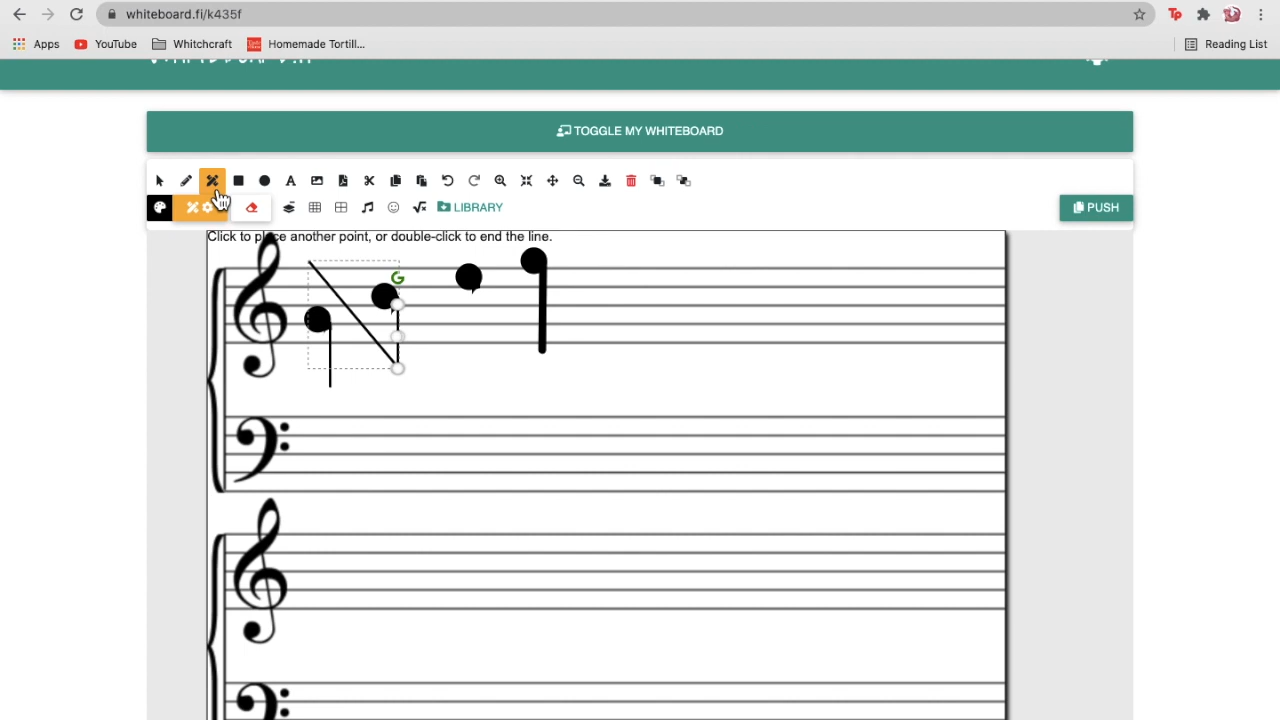 whiteboard.fi/k435f
Tp
Apps YouTube Whitchcraft Homemade Tortill... Reading List
TOGGLE MY WHITEBOARD
A
LIBRARY PUSH
Click to place another point, or double-click to end the line.